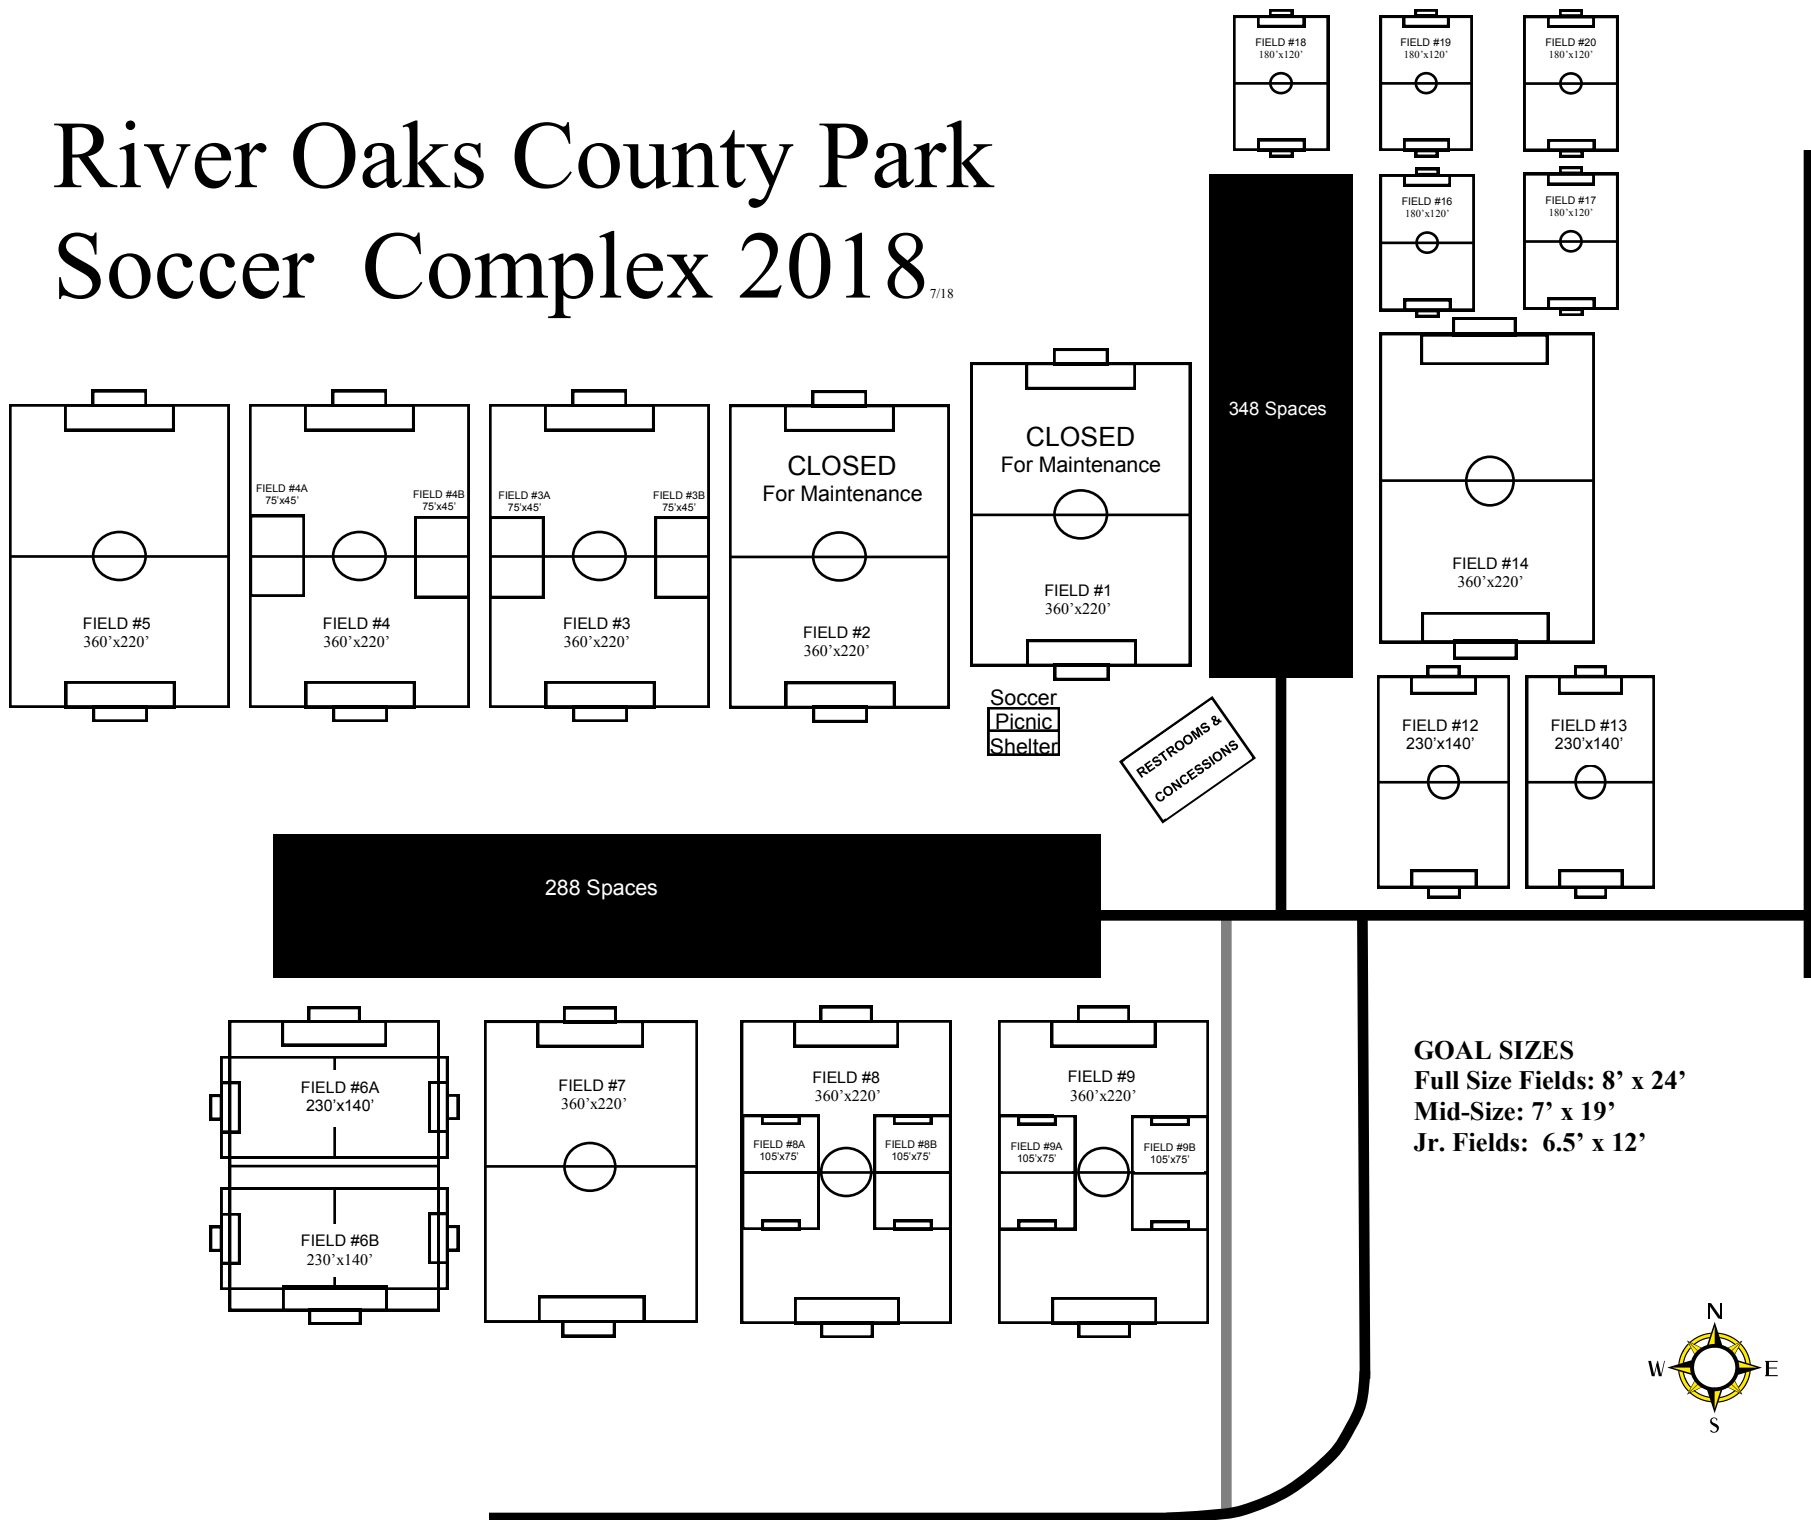 River Oaks County Park
Soccer Complex 2018
7/18
FIELD #18
180'x120'
FIELD #19
180'x120'
FIELD #20
180'x120'
FIELD #16
180'x120'
FIELD #17
180'x120'
348 Spaces
FIELD #14
360’x220’
CLOSED
For Maintenance
FIELD #1
360’x220’
CLOSED
For Maintenance
FIELD #2
360’x220’
FIELD #3A
75'x45'
FIELD #3B
75'x45'
FIELD #3
360’x220’
FIELD #4A
75'x45'
FIELD #4B
75'x45'
FIELD #4
360’x220’
FIELD #5
360’x220’
Soccer
Picnic
Shelter
RESTROOMS &
CONCESSIONS
FIELD #12
230’x140’
FIELD #13
230’x140’
288 Spaces
FIELD #6A
230’x140’
FIELD #6B
230’x140’
FIELD #7
360’x220’
FIELD #8
360’x220’
FIELD #8A
105'x75'
FIELD #8B
105'x75'
FIELD #9
360’x220’
FIELD #9A
105'x75'
FIELD #9B
105'x75'
GOAL SIZES
Full Size Fields: 8’ x 24’
Mid-Size: 7’ x 19’
Jr. Fields: 6.5’ x 12’
N
W E
S